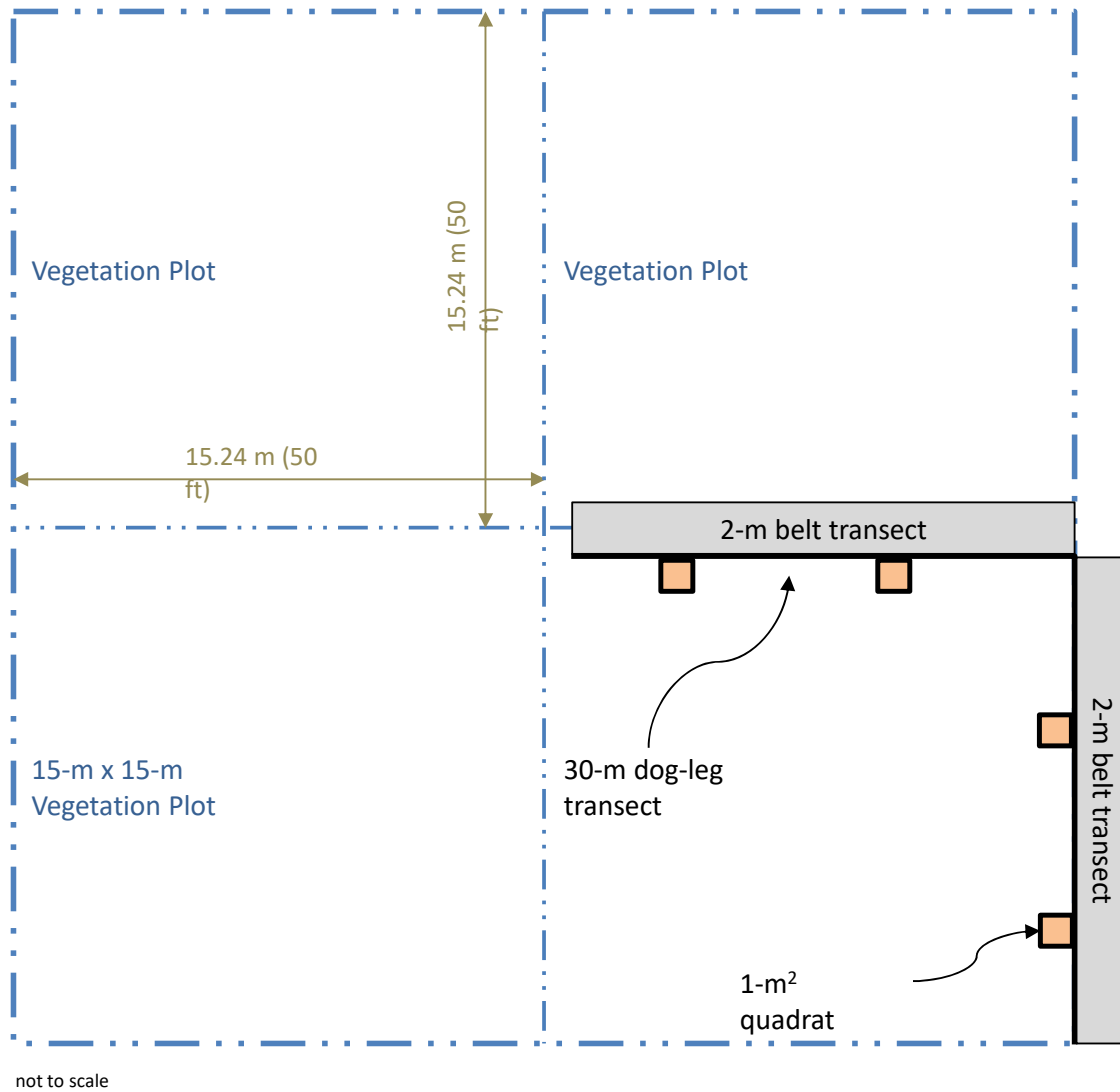 Vegetation Plot
15.24 m (50
ft)
Vegetation Plot
15.24 m (50
ft)
2-m belt transect
15-m x 15-m
Vegetation Plot
30-m dog-leg
transect
2-m belt transect
1-m²
quadrat
not to scale